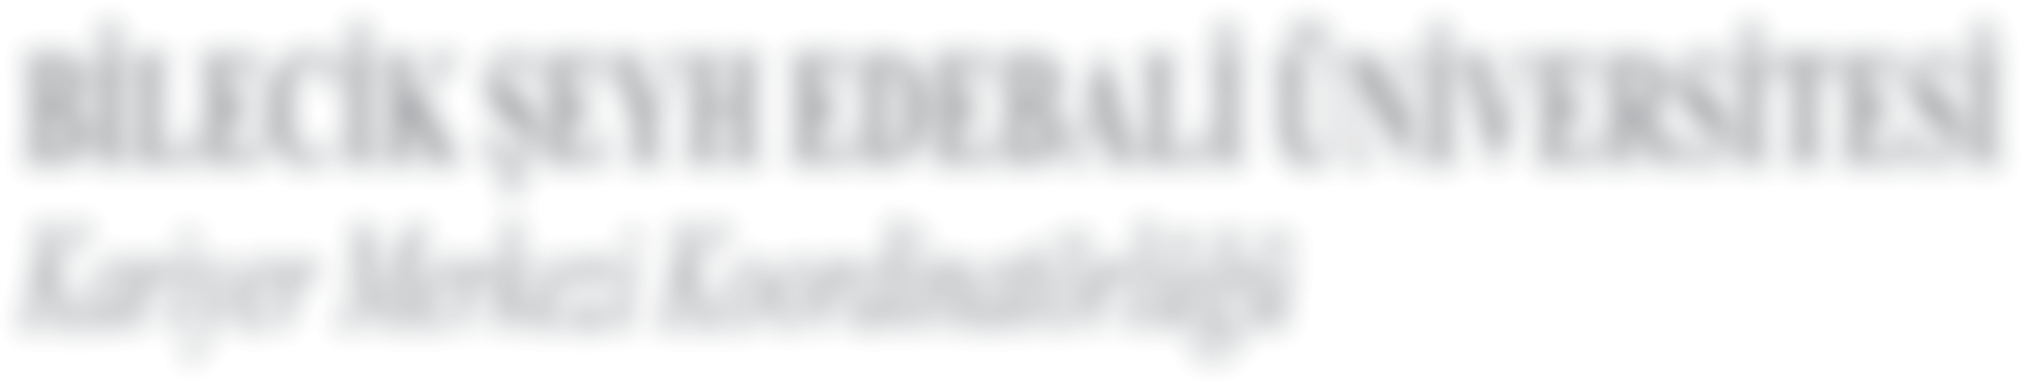 BİLECİK ŞEYH EDEBALİ ÜNİVERSİTESİ
Kariyer Merkezi Koordinatörlüğü